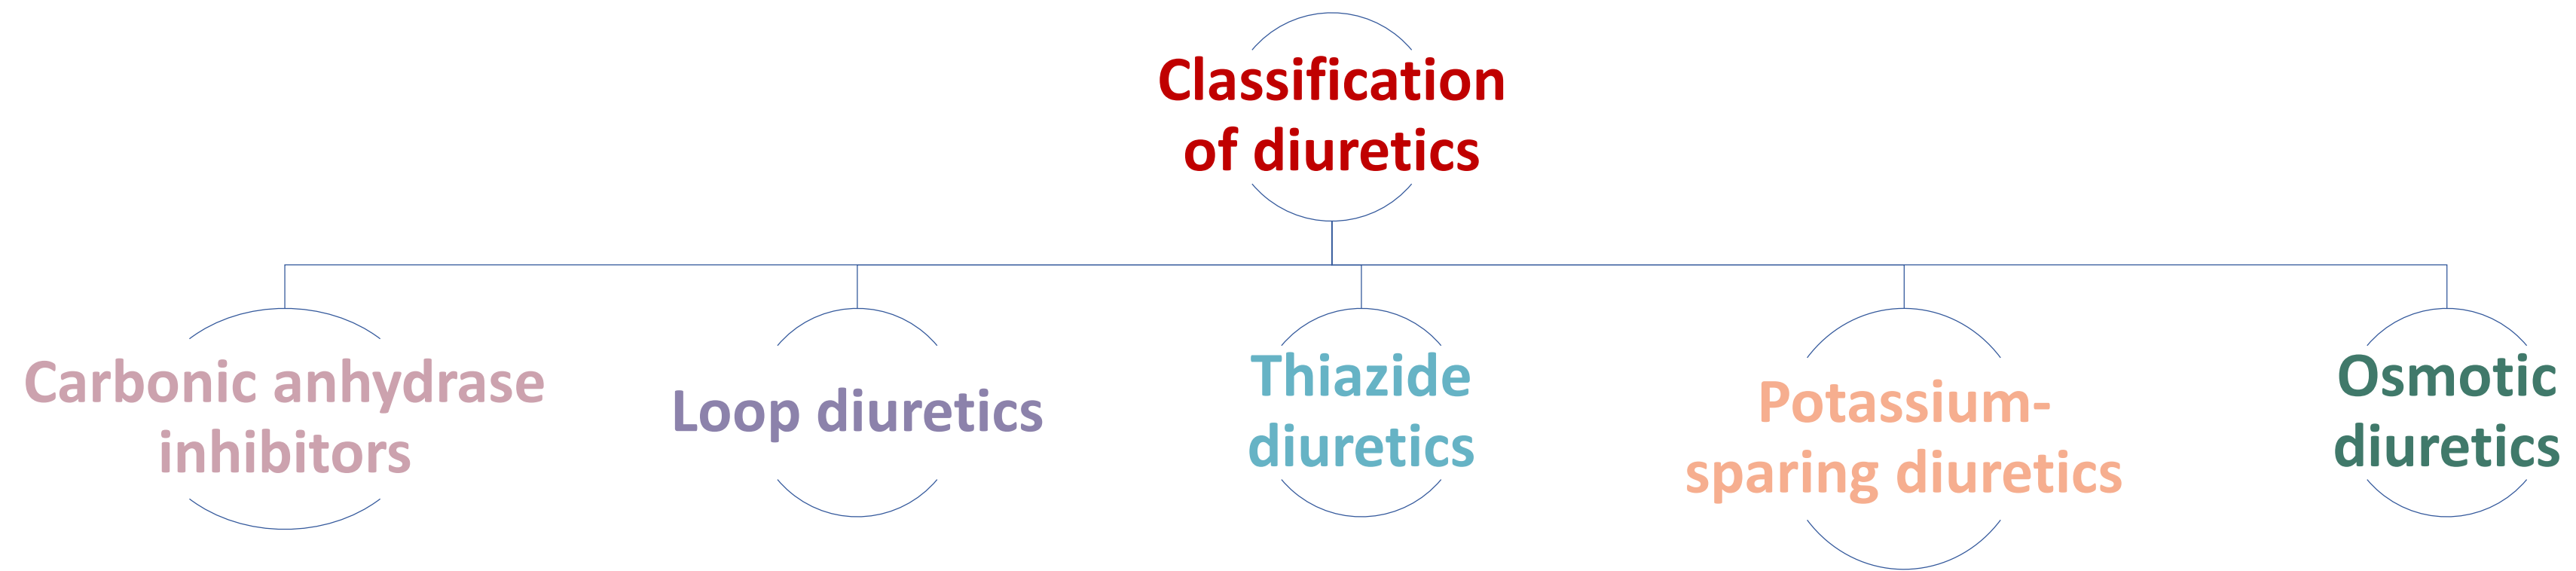 Classification
of diuretics
Carbonic anhydrase
inhibitors
Loop diuretics
Thiazide
diuretics
Potassium-
sparing diuretics
Osmotic
diuretics